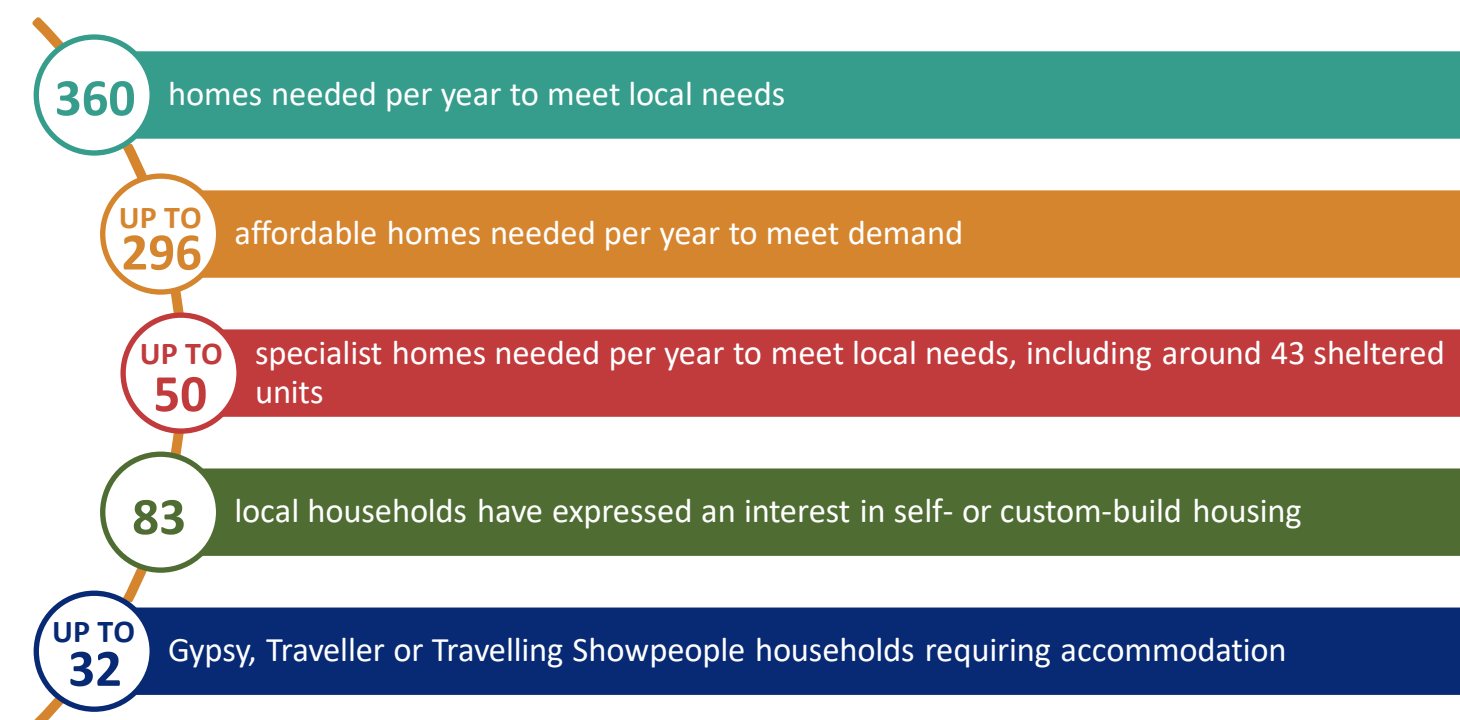 360
homes needed per year to meet local needs
UP TO
296
affordable homes needed per year to meet demand
UP TO
50
specialist homes needed per year to meet local needs, including around 43 sheltered
units
83
local households have expressed an interest in self- or custom-build housing
UP TO
32
Gypsy, Traveller or Travelling Showpeople households requiring accommodation